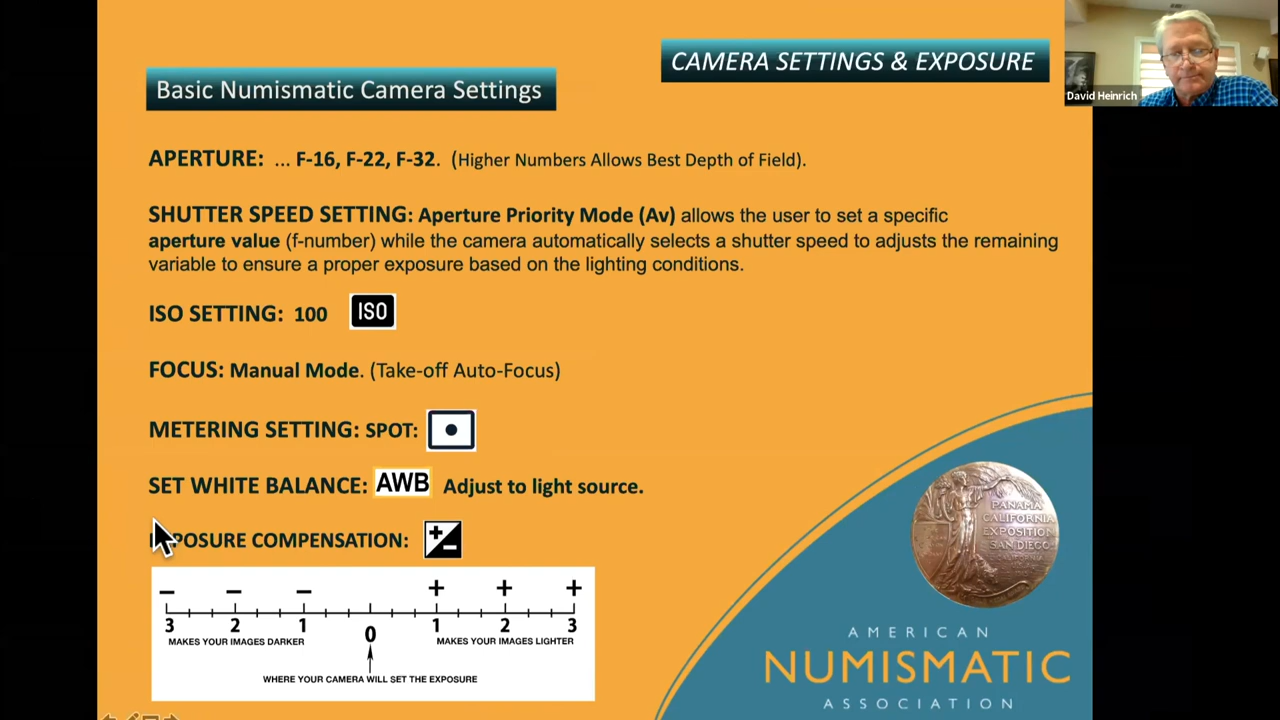 CAMERA SETTINGS & EXPOSURE
David Heinrich
Basic Numismatic Camera Settings
APERTURE: ... F-16, F-22, F-32. (Higher Numbers Allows Best Depth of Field).
SHUTTER SPEED SETTING: Aperture Priority Mode (Av) allows the user to set a specific
aperture value (f-number) while the camera automatically selects a shutter speed to adjusts the remaining
variable to ensure a proper exposure based on the lighting conditions.
ISO SETTING: 100 ISO
FOCUS: Manual Mode. (Take-off Auto-Focus)
METERING SETTING: SPOT:
SET WHITE BALANCE: AWB Adjust to light source.
EXPOSURE COMPENSATION: + −
− − − + + +
3 2 1 0 1 2 3
MAKES YOUR IMAGES DARKER MAKES YOUR IMAGES LIGHTER
WHERE YOUR CAMERA WILL SET THE EXPOSURE
PANAMA
CALIFORNIA
EXPOSITION
SAN DIEGO
AMERICAN
NUMISMATIC
ASSOCIATION